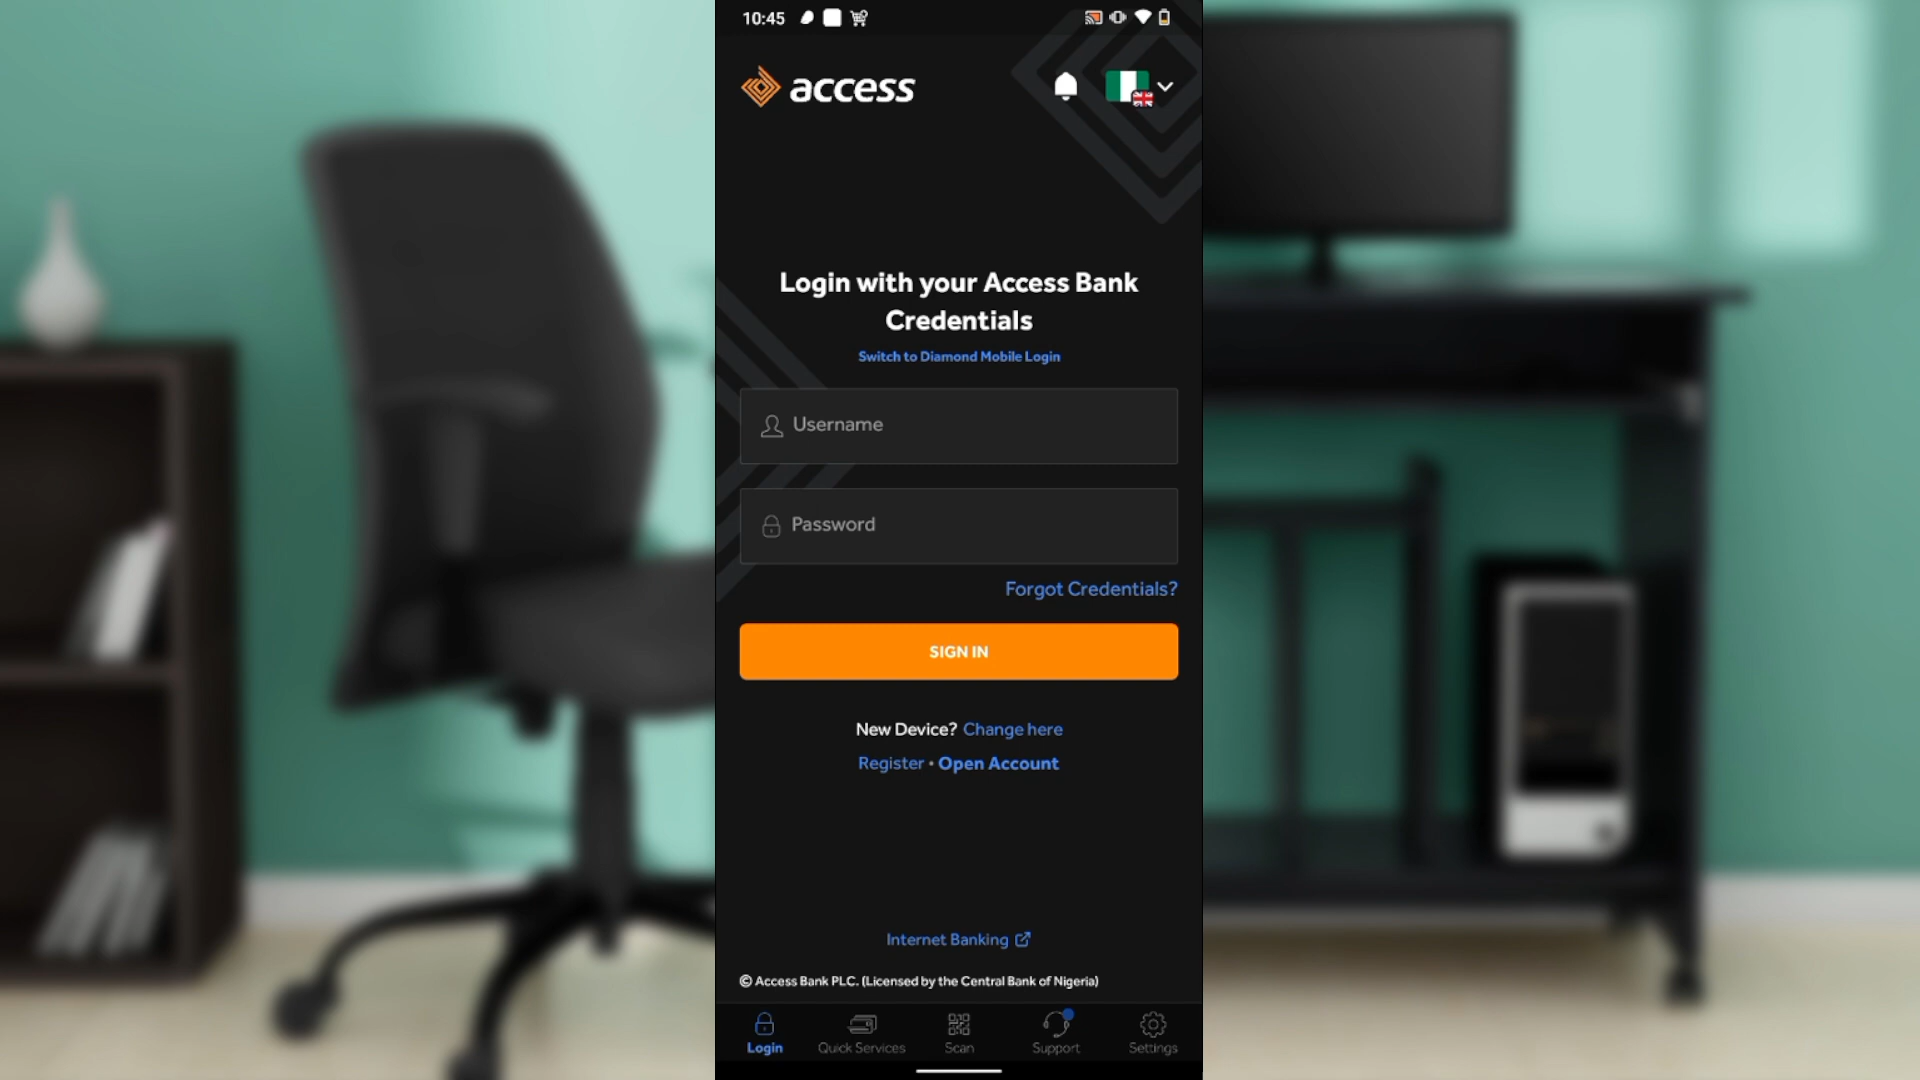 10:45
access
Login with your Access Bank
Credentials
Switch to Diamond Mobile Login
Username
Password
Forgot Credentials?
SIGN IN
New Device? Change here
Register • Open Account
Internet Banking
© Access Bank PLC. (Licensed by the Central Bank of Nigeria)
Login
Quick Services
Scan
Support
Settings